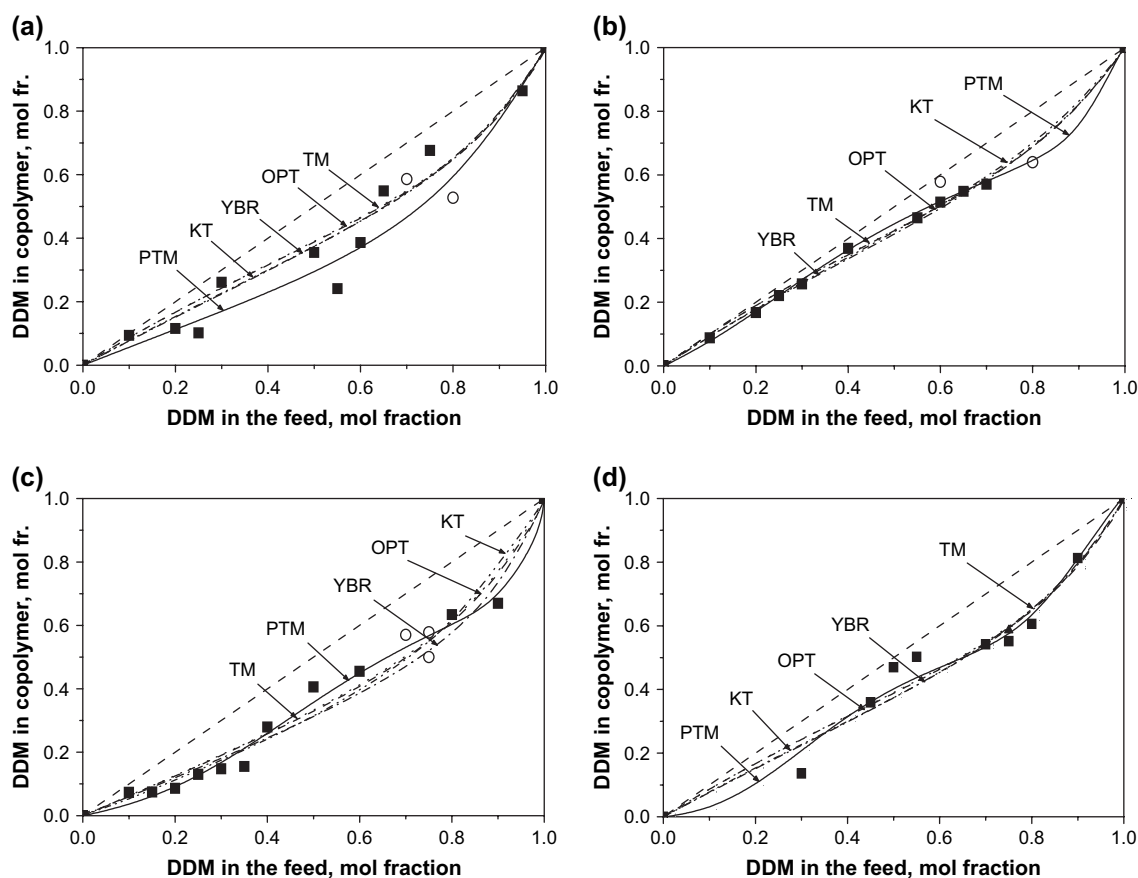 (a)
DDM in copolymer, mol fr.
1.0
0.8
0.6
0.4
0.2
0.0
TM
OPT
YBR
KT
PTM
0.0 0.2 0.4 0.6 0.8 1.0
DDM in the feed, mol fraction
(b)
DDM in copolymer, mol fr.
1.0
0.8
0.6
0.4
0.2
0.0
PTM
KT
OPT
TM
YBR
0.0 0.2 0.4 0.6 0.8 1.0
DDM in the feed, mol fraction
(c)
DDM in copolymer, mol fr.
1.0
0.8
0.6
0.4
0.2
0.0
KT
OPT
YBR
PTM
TM
0.0 0.2 0.4 0.6 0.8 1.0
DDM in the feed, mol fraction
(d)
DDM in copolymer, mol fr.
1.0
0.8
0.6
0.4
0.2
0.0
TM
YBR
OPT
KT
PTM
0.0 0.2 0.4 0.6 0.8 1.0
DDM in the feed, mol fraction